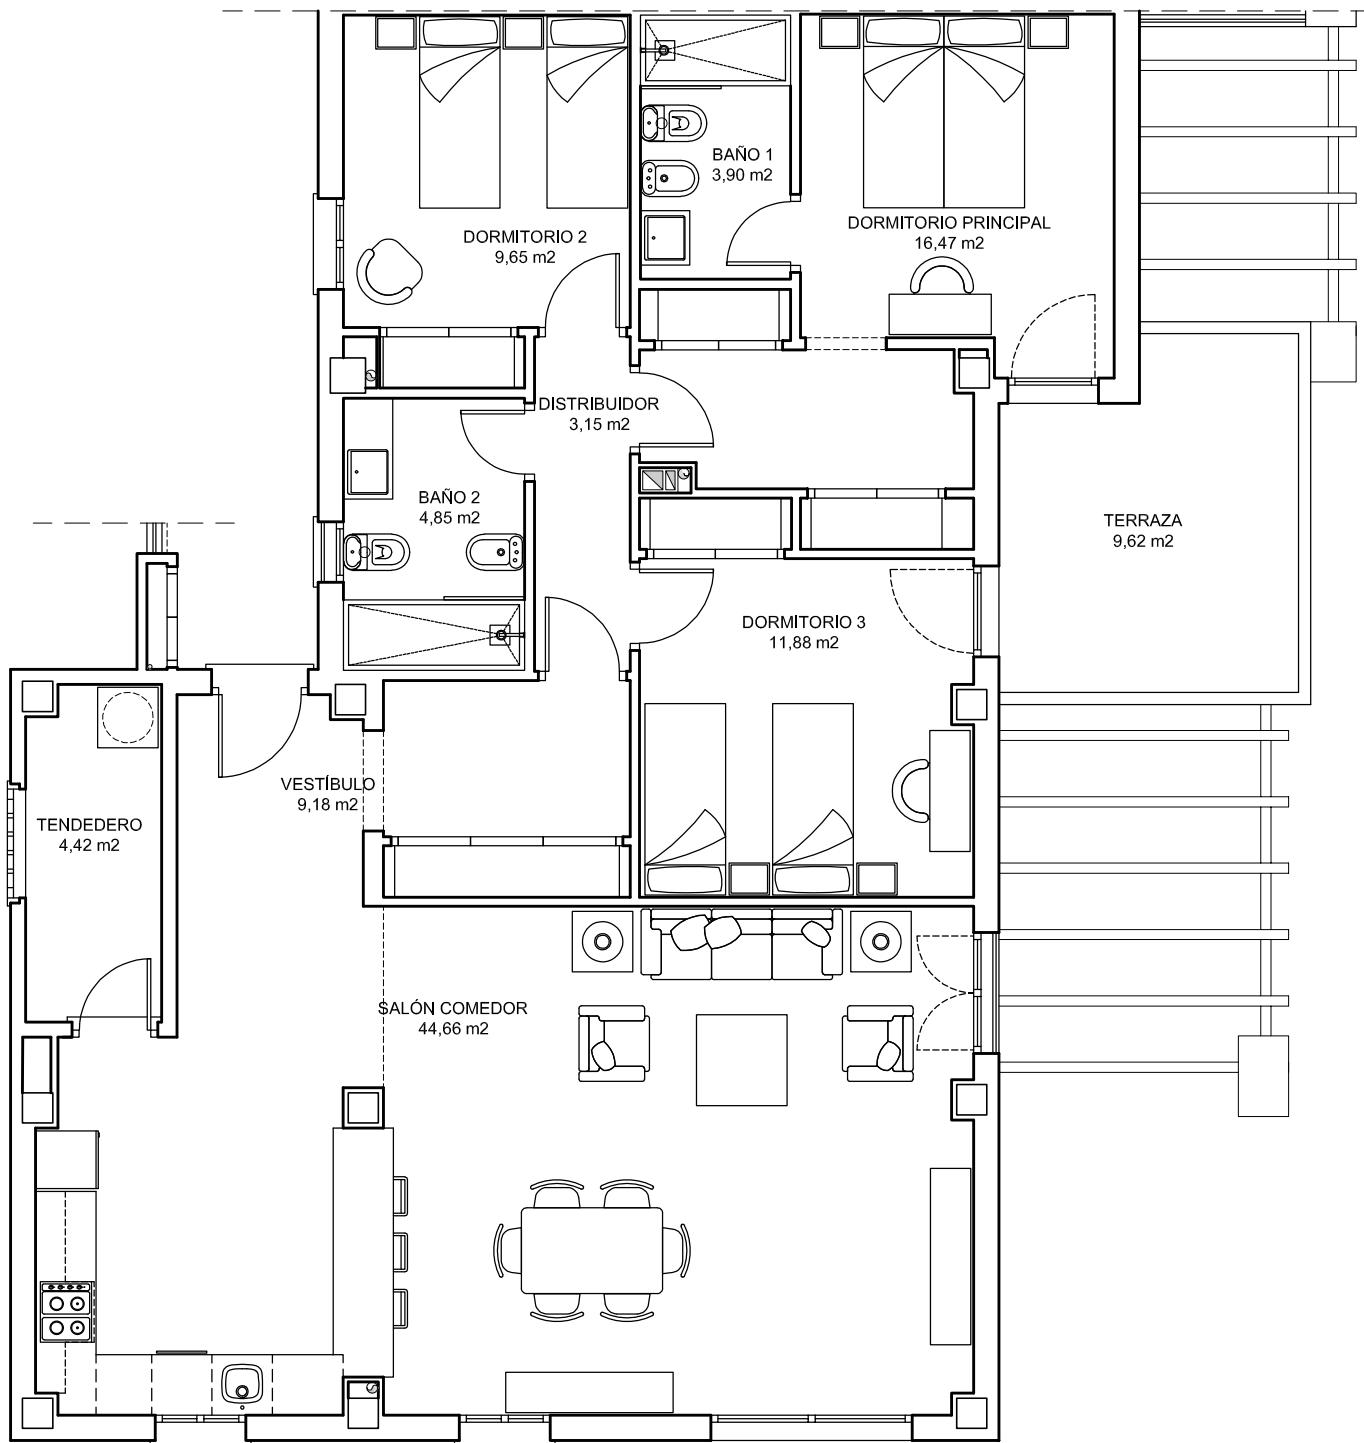 BAÑO 1
3,90 m2
DORMITORIO PRINCIPAL
16,47 m2
DORMITORIO 2
9,65 m2
DISTRIBUIDOR
3,15 m2
BAÑO 2
4,85 m2
TERRAZA
9,62 m2
DORMITORIO 3
11,88 m2
VESTÍBULO
9,18 m2
TENDEDERO
4,42 m2
SALÓN COMEDOR
44,66 m2